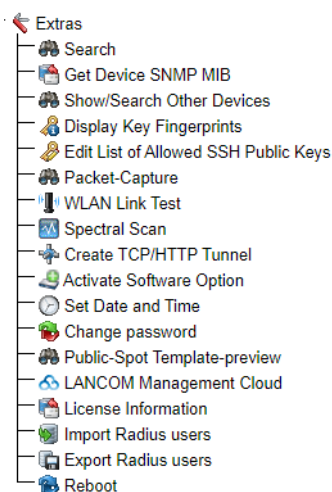 Extras
Search
Get Device SNMP MIB
Show/Search Other Devices
Display Key Fingerprints
Edit List of Allowed SSH Public Keys
Packet-Capture
WLAN Link Test
Spectral Scan
Create TCP/HTTP Tunnel
Activate Software Option
Set Date and Time
Change password
Public-Spot Template-preview
LANCOM Management Cloud
License Information
Import Radius users
Export Radius users
Reboot